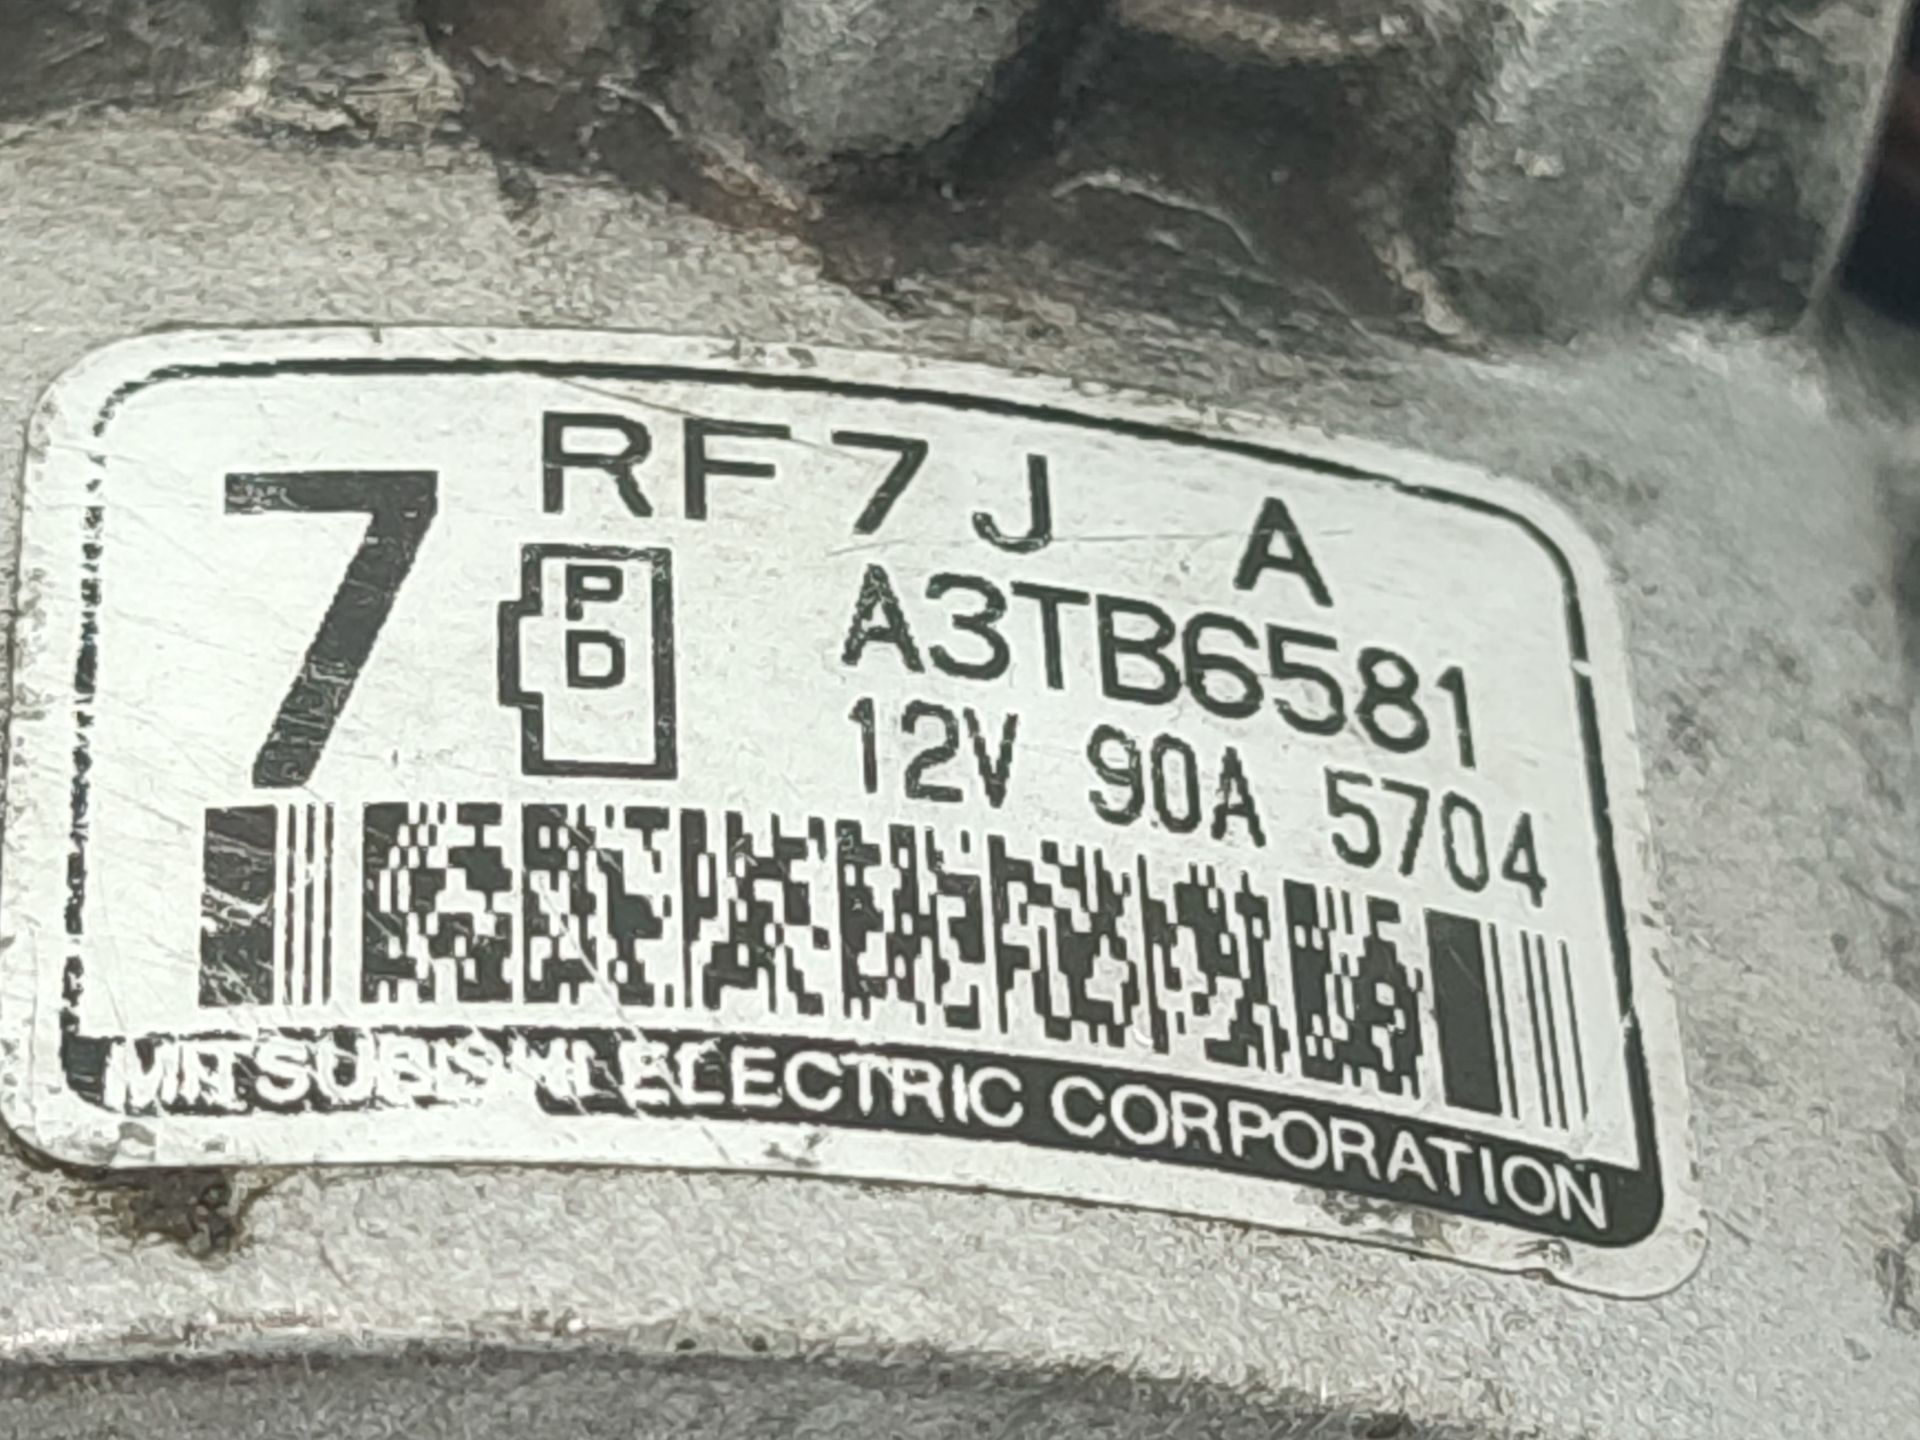 7
RF7J A
P
D
A3TB6581
12V 90A 5704
MITSUBISHI ELECTRIC CORPORATION